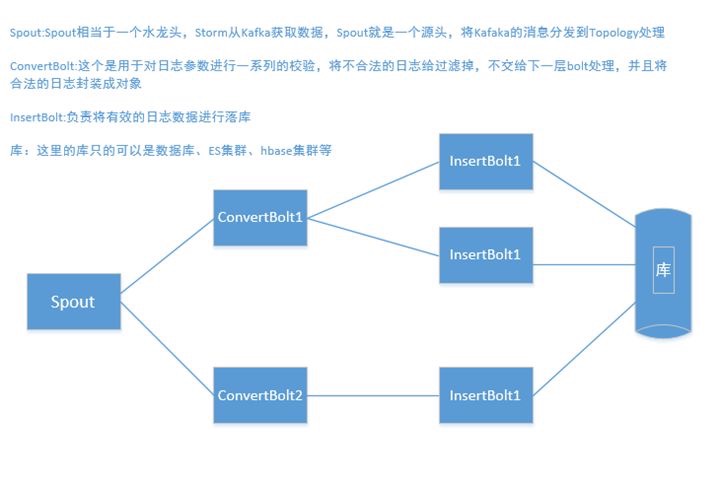 Spout:Spout相当于一个水龙头，Storm从Kafka获取数据，Spout就是一个源头，将Kafaka的消息分发到Topology处理
ConvertBolt:这个是用于对日志参数进行一系列的校验，将不合法的日志给过滤掉，不交给下一层bolt处理，并且将
合法的日志封装成对象
InsertBolt:负责将有效的日志数据进行落库
库：这里的库只的可以是数据库、ES集群、hbase集群等
InsertBolt1
ConvertBolt1
InsertBolt1
库
Spout
ConvertBolt2
InsertBolt1